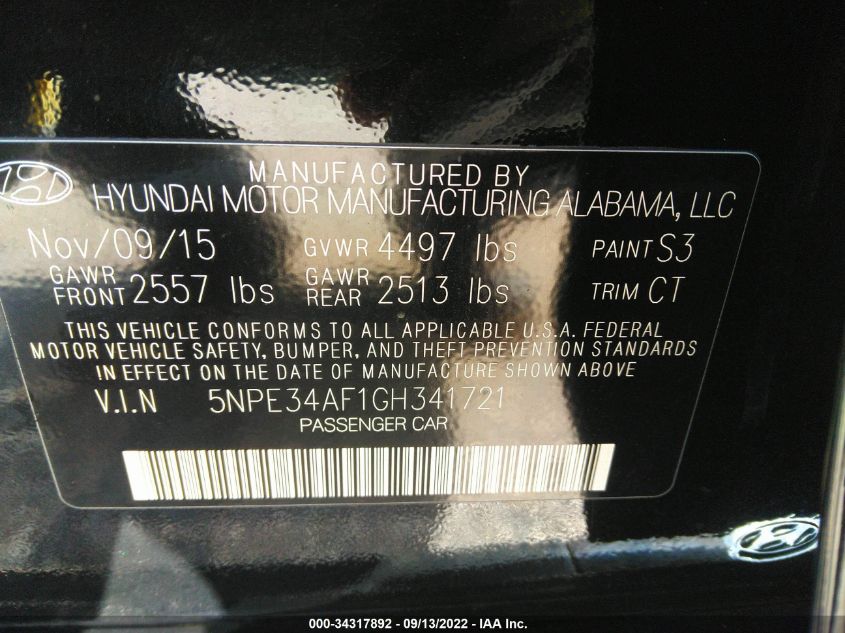 MANUFACTURED BY
HYUNDAI MOTOR MANUFACTURING ALABAMA, LLC
Nov/09/15 GVWR 4497 lbs PAINT S3
GAWR FRONT 2557 lbs GAWR REAR 2513 lbs TRIM CT
THIS VEHICLE CONFORMS TO ALL APPLICABLE U.S.A. FEDERAL
MOTOR VEHICLE SAFETY, BUMPER, AND THEFT PREVENTION STANDARDS
IN EFFECT ON THE DATE OF MANUFACTURE SHOWN ABOVE
V.I.N 5NPE34AF1GH341721
PASSENGER CAR
000-34317892 - 09/13/2022 - IAA Inc.